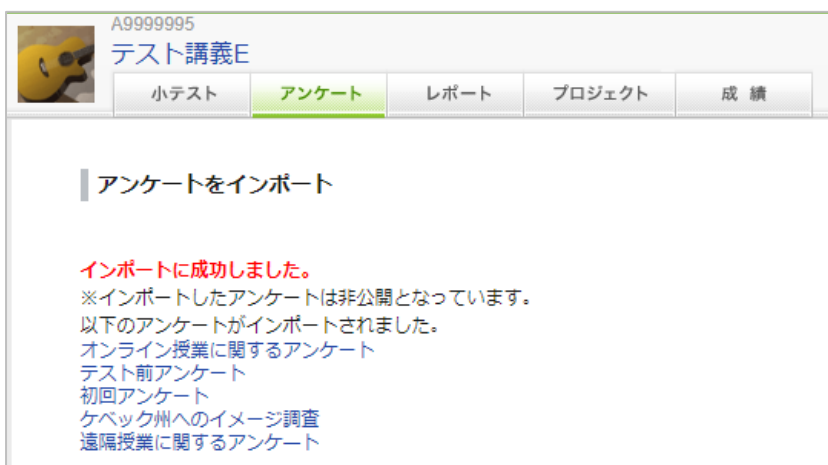 A9999995
テスト講義E
小テスト アンケート レポート プロジェクト 成 績
アンケートをインポート
インポートに成功しました。
※インポートしたアンケートは非公開となっています。
以下のアンケートがインポートされました。
オンライン授業に関するアンケート
テスト前アンケート
初回アンケート
ケベック州へのイメージ調査
遠隔授業に関するアンケート